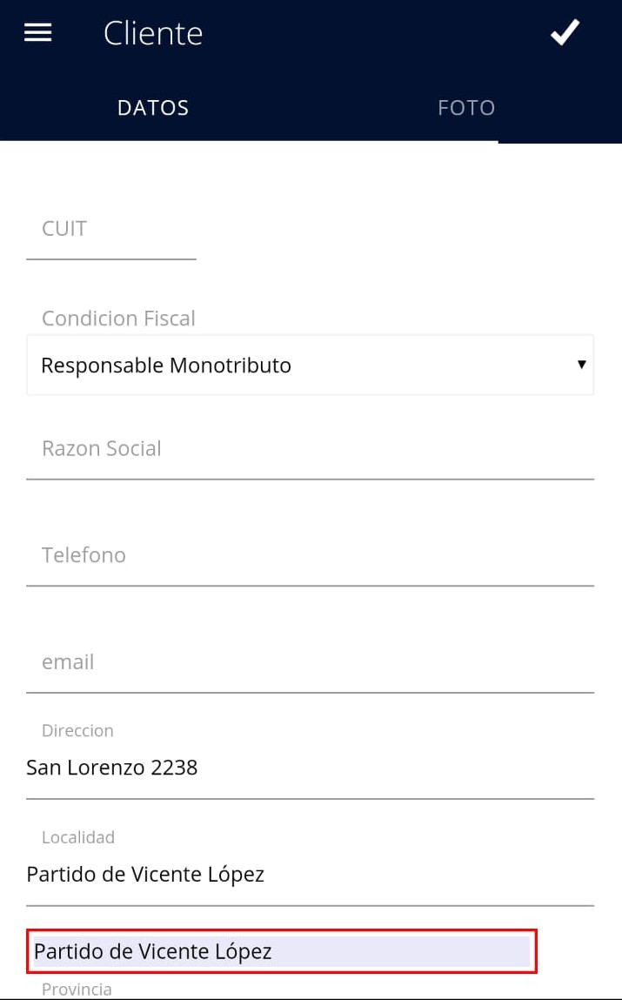 Cliente
DATOS FOTO
CUIT
Condicion Fiscal
Responsable Monotributo
Razon Social
Telefono
email
Direccion
San Lorenzo 2238
Localidad
Partido de Vicente López
Partido de Vicente López
Provincia